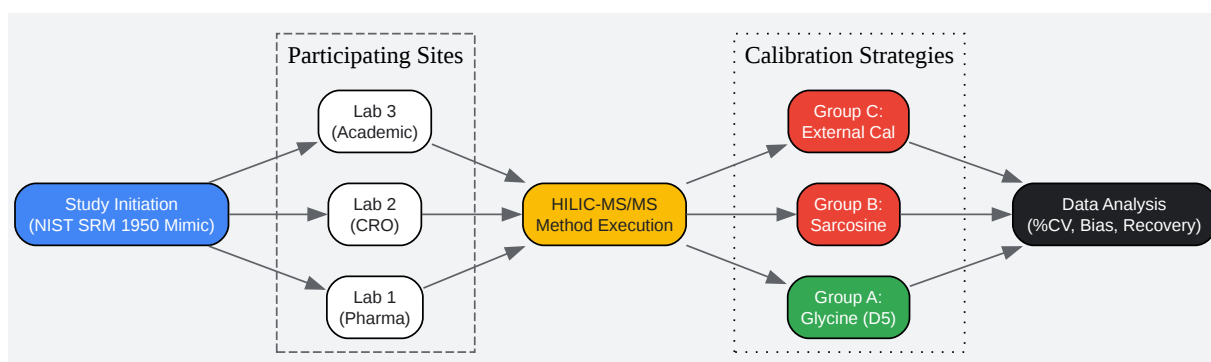 Participating Sites
Calibration Strategies
Lab 3
(Academic)
Group C:
External Cal
Study Initiation
(NIST SRM 1950 Mimic)
Lab 2
(CRO)
HILIC-MS/MS
Method Execution
Group B:
Sarcosine
Data Analysis
(%CV, Bias, Recovery)
Lab 1
(Pharma)
Group A:
Glycine (D5)